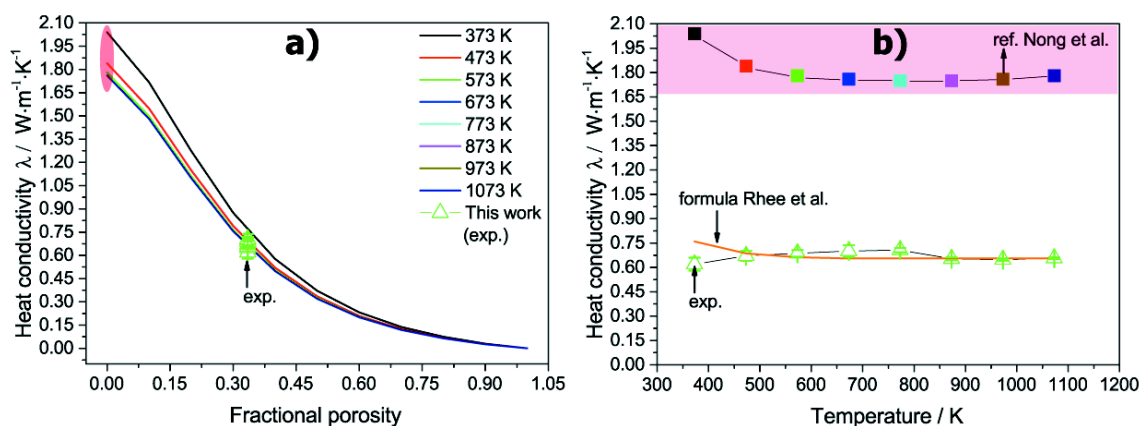 a)
2.10
1.95
1.80
1.65
1.50
1.35
1.20
1.05
0.90
0.75
0.60
0.45
0.30
0.15
0.00
Heat conductivity λ / W·m⁻¹·K⁻¹
373 K
473 K
573 K
673 K
773 K
873 K
973 K
1073 K
This work
(exp.)
exp.
0.00 0.15 0.30 0.45 0.60 0.75 0.90 1.05
Fractional porosity
b)
2.10
1.95
1.80
1.65
1.50
1.35
1.20
1.05
0.90
0.75
0.60
0.45
0.30
0.15
0.00
Heat conductivity λ / W·m⁻¹·K⁻¹
ref. Nong et al.
formula Rhee et al.
exp.
300 400 500 600 700 800 900 1000 1100 1200
Temperature / K